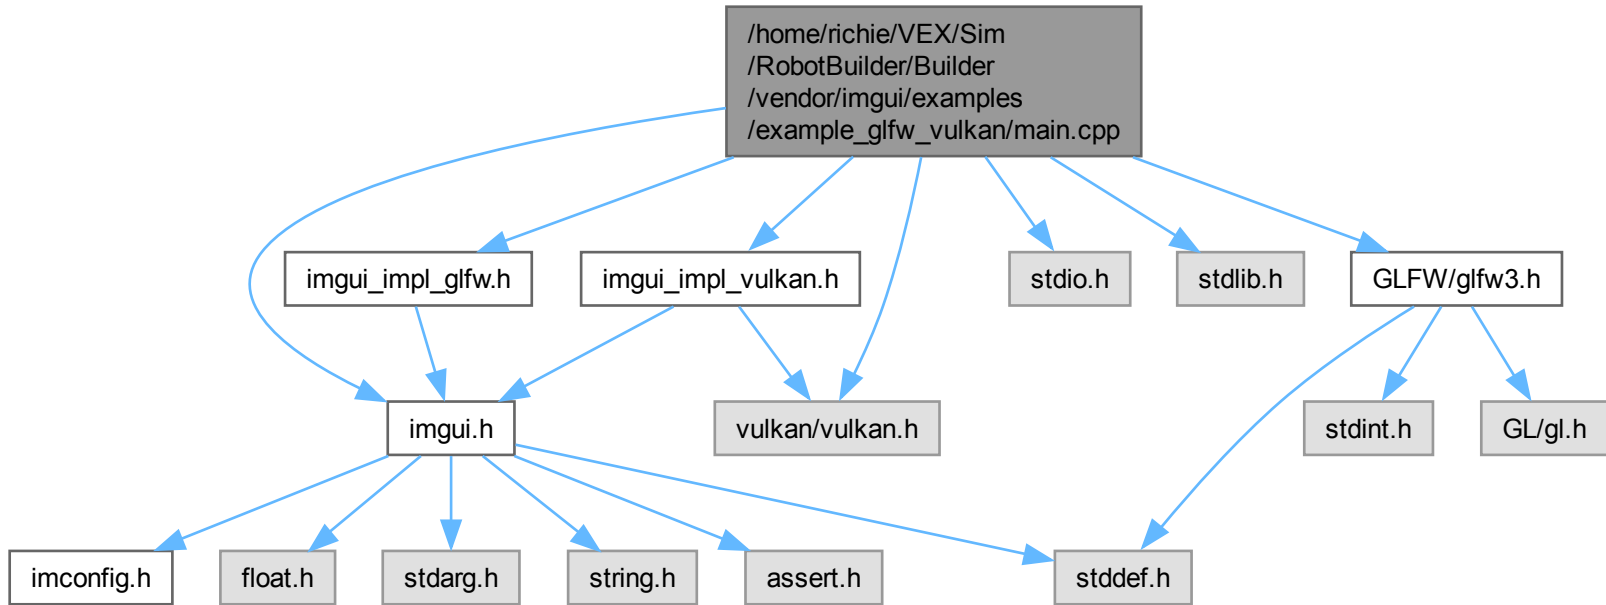 /home/richie/VEX/Sim
/RobotBuilder/Builder
/vendor/imgui/examples
/example_glfw_vulkan/main.cpp
imgui_impl_glfw.h
imgui_impl_vulkan.h
stdio.h
stdlib.h
GLFW/glfw3.h
imgui.h
vulkan/vulkan.h
stdint.h
GL/gl.h
imconfig.h
float.h
stdarg.h
string.h
assert.h
stddef.h